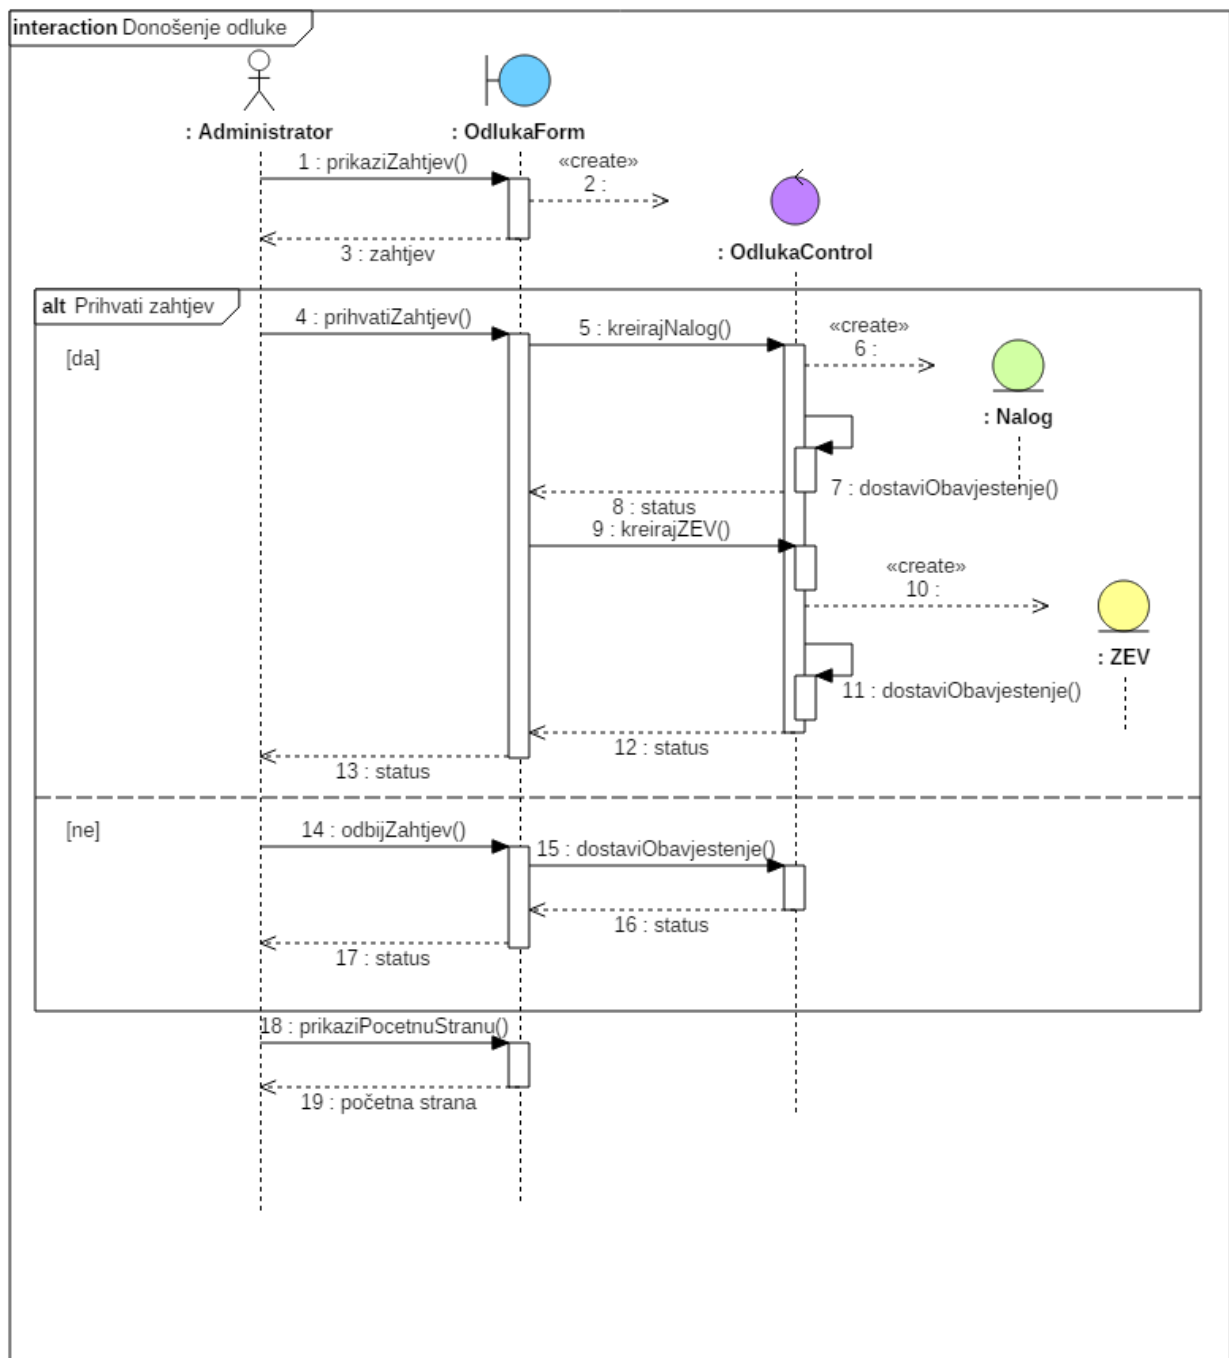 interaction Donošenje odluke
: Administrator
: OdlukaForm
1 : prikaziZahtjev()
«create»
2 :
: OdlukaControl
3 : zahtjev
alt Prihvati zahtjev
4 : prihvatiZahtjev()
5 : kreirajNalog()
«create»
6 :
[da]
: Nalog
7 : dostaviObavjestenje()
8 : status
9 : kreirajZEV()
«create»
10 :
: ZEV
11 : dostaviObavjestenje()
12 : status
13 : status
[ne]
14 : odbijZahtjev()
15 : dostaviObavjestenje()
16 : status
17 : status
18 : prikaziPocetnuStranu()
19 : početna strana